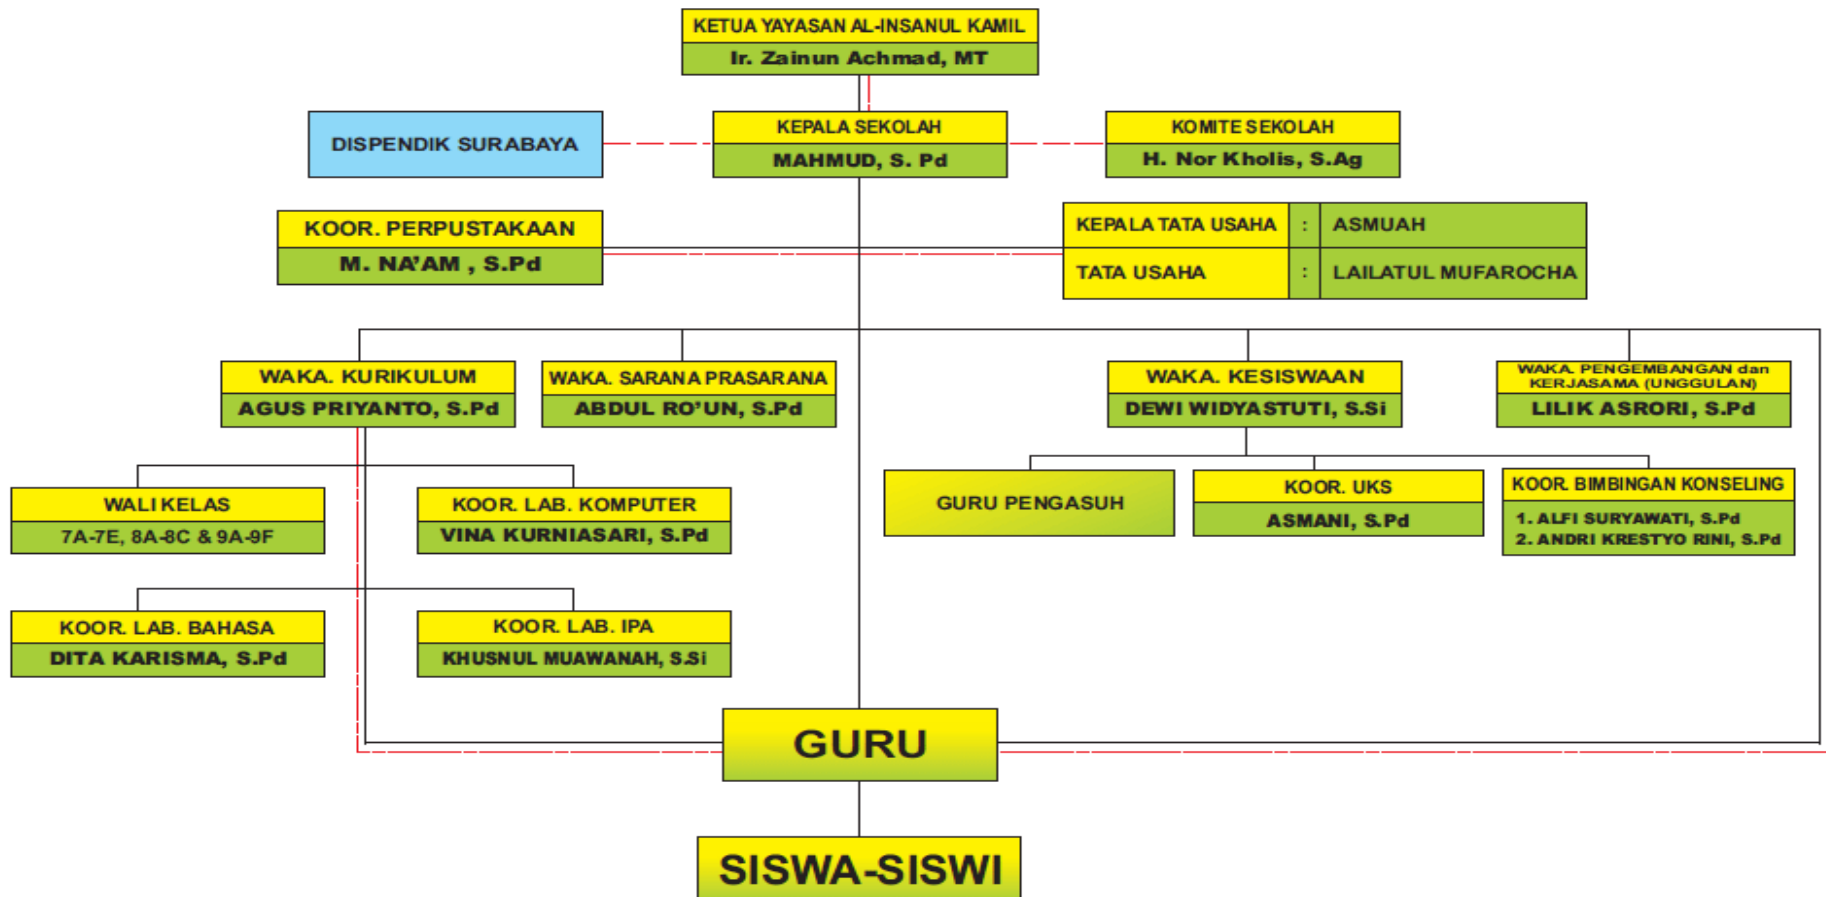 KETUA YAYASAN AL-INSANUL KAMIL
Ir. Zainun Achmad, MT
DISPENDIK SURABAYA
KEPALA SEKOLAH
MAHMUD, S. Pd
KOMITE SEKOLAH
H. Nor Kholis, S.Ag
KOOR. PERPUSTAKAAN
M. NA'AM , S.Pd
KEPALA TATA USAHA : ASMUAH
TATA USAHA : LAILATUL MUFAROCHA
WAKA. KURIKULUM
AGUS PRIYANTO, S.Pd
WAKA. SARANA PRASARANA
ABDUL RO'UN, S.Pd
WAKA. KESISWAAN
DEWI WIDYASTUTI, S.Si
WAKA. PENGEMBANGAN dan
KERJASAMA (UNGGULAN)
LILIK ASRORI, S.Pd
WALI KELAS
7A-7E, 8A-8C & 9A-9F
KOOR. LAB. KOMPUTER
VINA KURNIASARI, S.Pd
GURU PENGASUH
KOOR. UKS
ASMANI, S.Pd
KOOR. BIMBINGAN KONSELING
1. ALFI SURYAWATI, S.Pd
2. ANDRI KRESTYO RINI, S.Pd
KOOR. LAB. BAHASA
DITA KARISMA, S.Pd
KOOR. LAB. IPA
KHUSNUL MUAWANAH, S.Si
GURU
SISWA-SISWI